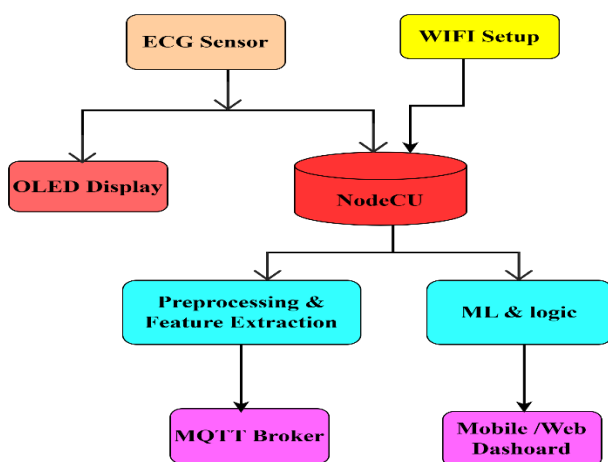 ECG Sensor
WIFI Setup
OLED Display
NodeCU
Preprocessing &
Feature Extraction
ML & logic
MQTT Broker
Mobile /Web
Dashoard